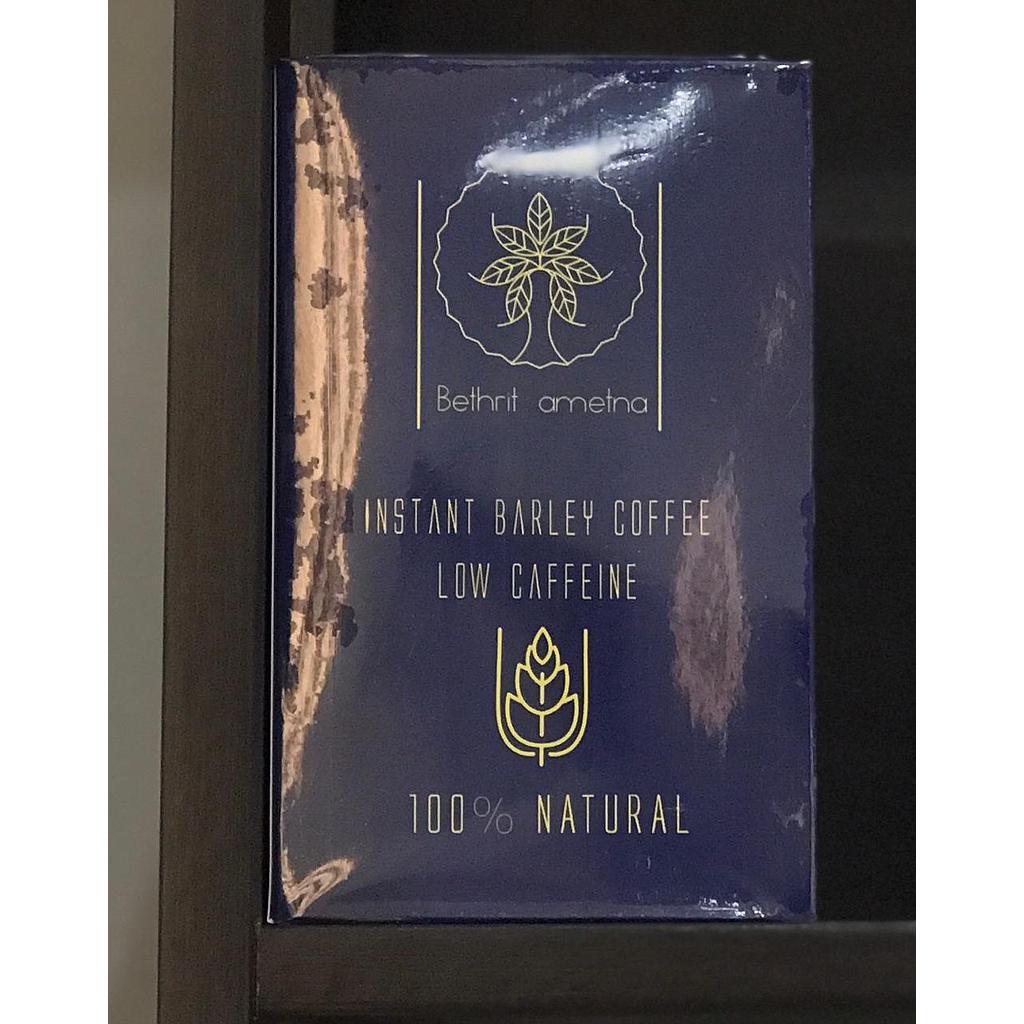 Bethrit ametna
INSTANT BARLEY COFFEE
LOW CAFFEINE
100% NATURAL